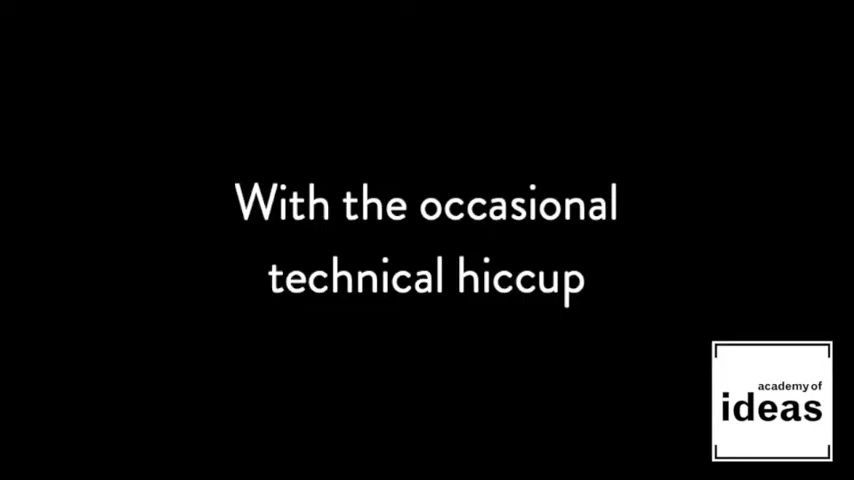 With the occasional
technical hiccup
academy of
ideas